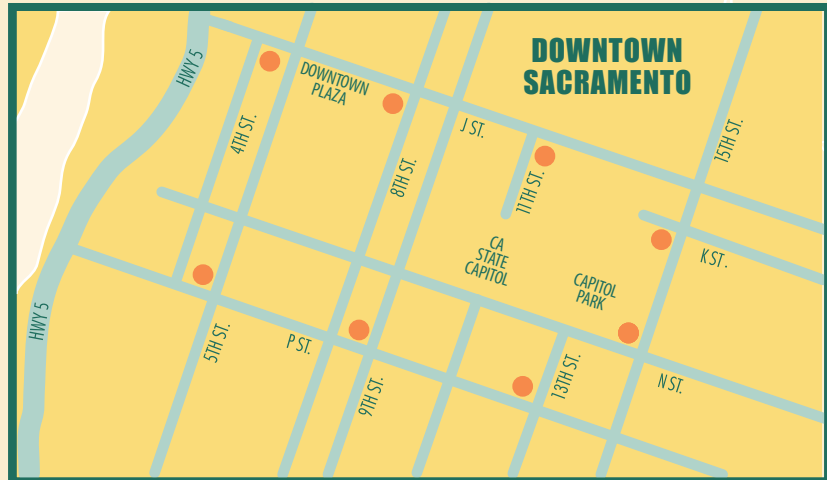 DOWNTOWN
SACRAMENTO
HWY 5
DOWNTOWN
PLAZA
4TH ST.
J ST.
15TH ST.
8TH ST.
11TH ST.
CA
STATE
CAPITOL
K ST.
CAPITOL
PARK
HWY 5
5TH ST.
P ST.
9TH ST.
13TH ST.
N ST.